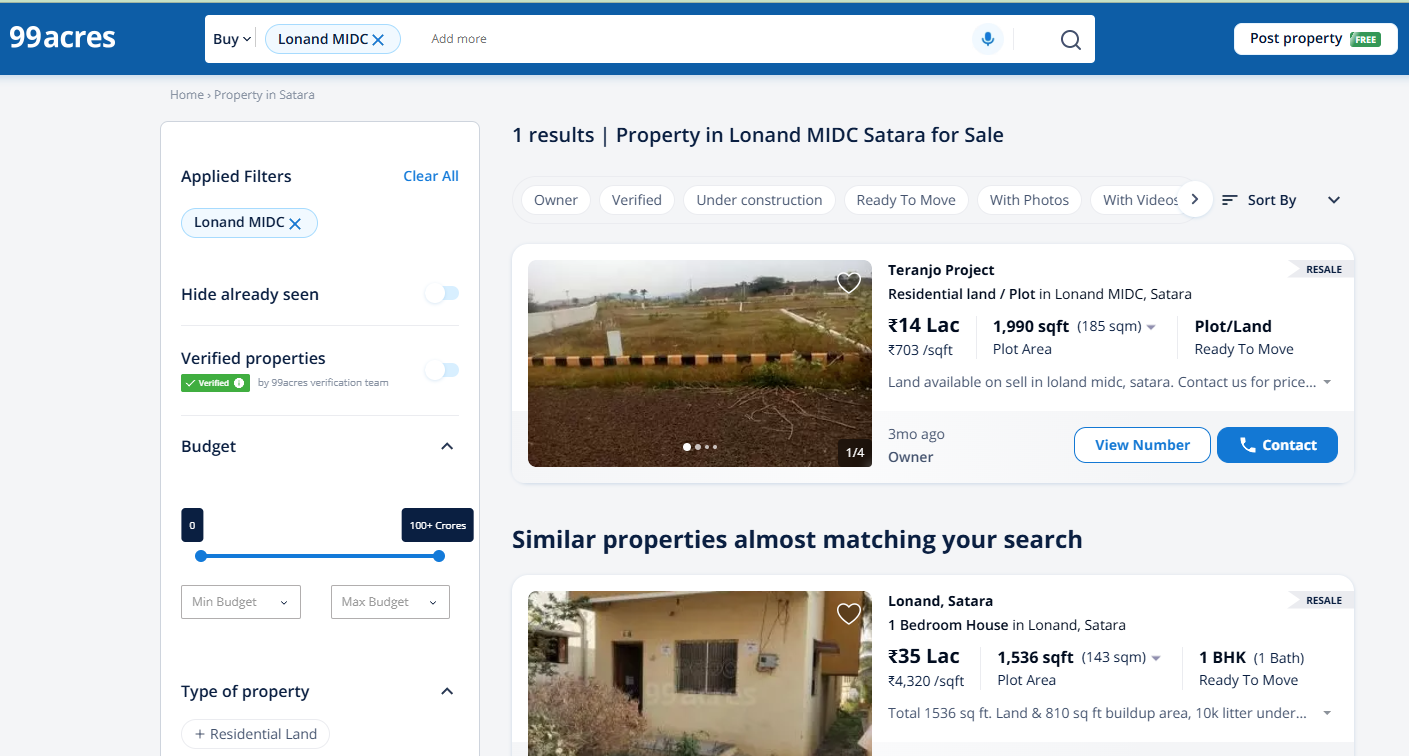 99acres
Buy
Lonand MIDC
Add more
Post property FREE
Home › Property in Satara
Applied Filters
Clear All
Lonand MIDC
Hide already seen
Verified properties
Verified
by 99acres verification team
Budget
0
100+ Crores
Min Budget
Max Budget
Type of property
+ Residential Land
1 results | Property in Lonand MIDC Satara for Sale
Owner
Verified
Under construction
Ready To Move
With Photos
With Videos
Sort By
Teranjo Project
RESALE
Residential land / Plot in Lonand MIDC, Satara
₹14 Lac
₹703 /sqft
1,990 sqft (185 sqm)
Plot Area
Plot/Land
Ready To Move
Land available on sell in loland midc, satara. Contact us for price...
1/4
3mo ago
Owner
View Number
Contact
Similar properties almost matching your search
Lonand, Satara
RESALE
1 Bedroom House in Lonand, Satara
₹35 Lac
₹4,320 /sqft
1,536 sqft (143 sqm)
Plot Area
1 BHK (1 Bath)
Ready To Move
Total 1536 sq ft. Land & 810 sq ft buildup area, 10k litter under...
99acres